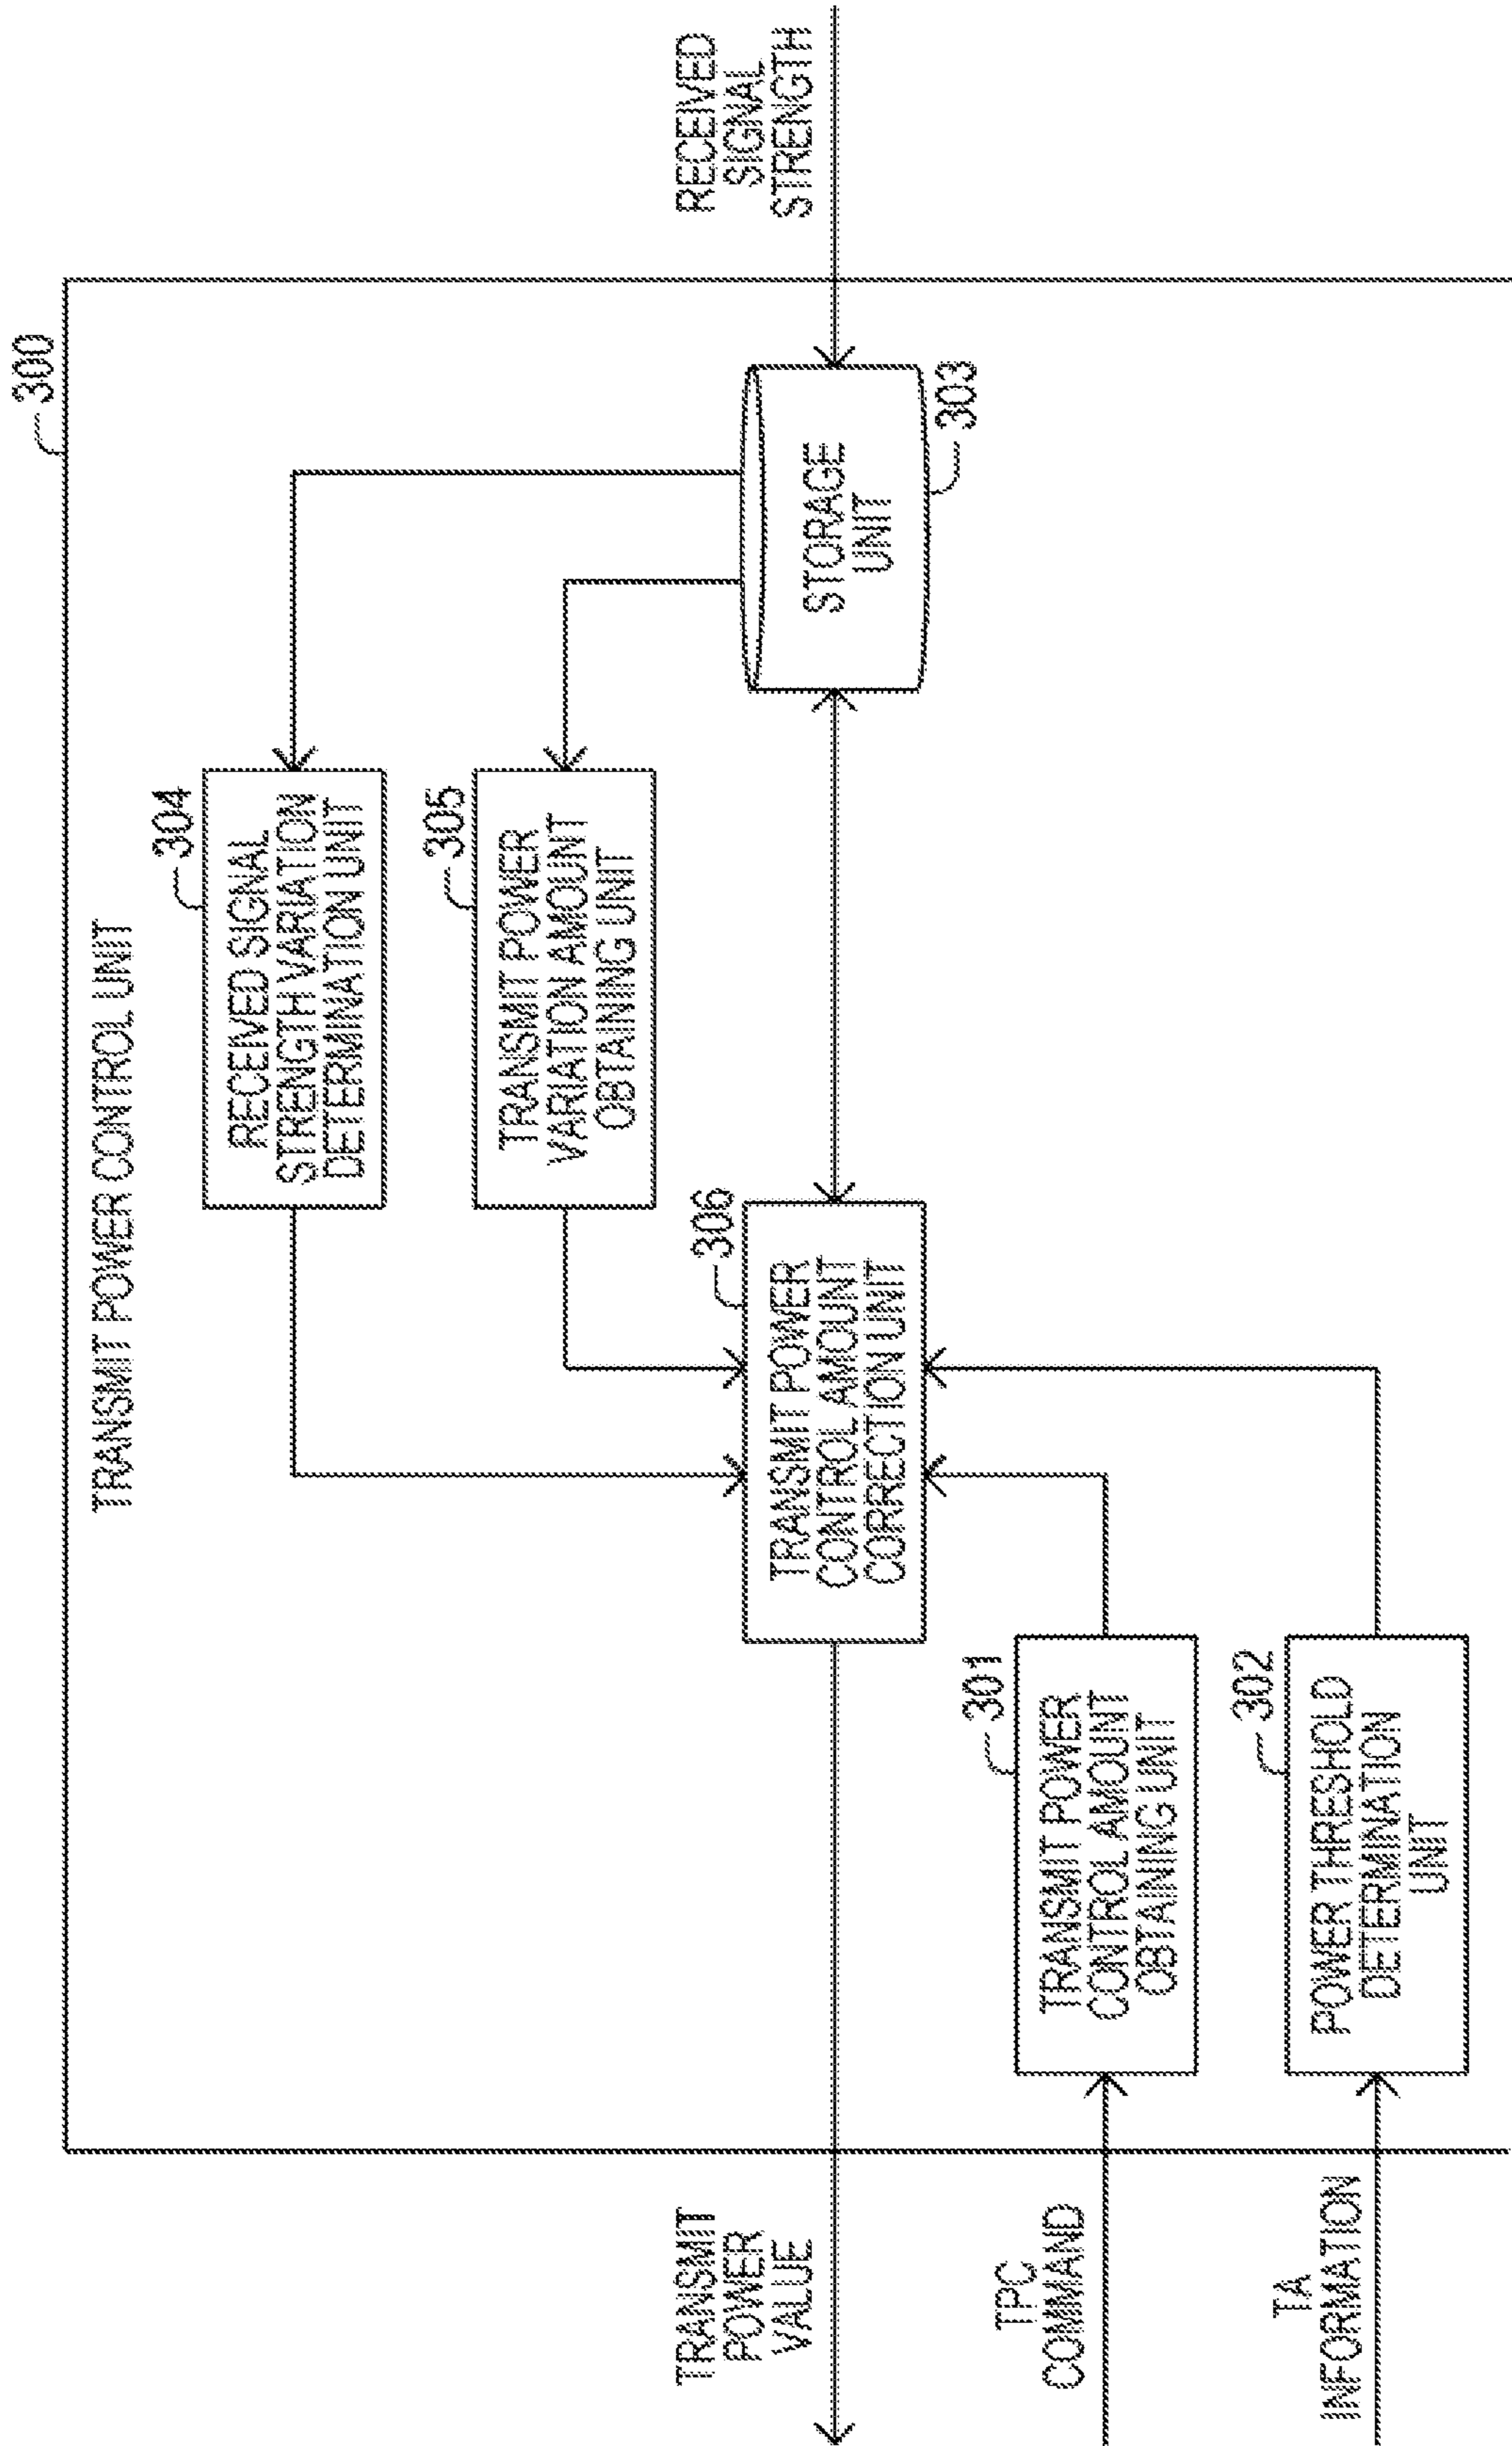 300
TRANSMIT POWER CONTROL UNIT
304
RECEIVED SIGNAL
STRENGTH VARIATION
DETERMINATION UNIT
305
TRANSMIT POWER
VARIATION AMOUNT
OBTAINING UNIT
TRANSMIT
POWER
VALUE
306
TRANSMIT POWER
CONTROL AMOUNT
CORRECTION UNIT
STORAGE
UNIT
303
RECEIVED
SIGNAL
STRENGTH
TPC
COMMAND
301
TRANSMIT POWER
CONTROL AMOUNT
OBTAINING UNIT
TA
INFORMATION
302
POWER THRESHOLD
DETERMINATION
UNIT